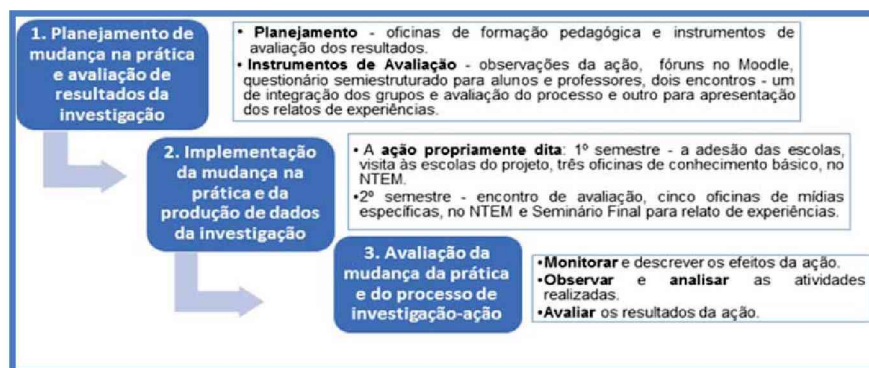 1. Planejamento de
mudança na prática
e avaliação de
resultados da
investigação
• Planejamento - oficinas de formação pedagógica e instrumentos de
avaliação dos resultados.
• Instrumentos de Avaliação - observações da ação, fóruns no Moodle,
questionário semiestruturado para alunos e professores, dois encontros - um
de integração dos grupos e avaliação do processo e outro para apresentação
dos relatos de experiências.
2. Implementação
da mudança na
prática e da
produção de dados
da investigação
• A ação propriamente dita: 1º semestre - a adesão das escolas,
visita às escolas do projeto, três oficinas de conhecimento básico, no
NTEM.
•2º semestre - encontro de avaliação, cinco oficinas de mídias
específicas, no NTEM e Seminário Final para relato de experiências.
3. Avaliação da
mudança da prática
e do processo de
investigação-ação
•Monitorar e descrever os efeitos da ação.
•Observar e analisar as atividades
realizadas.
•Avaliar os resultados da ação.